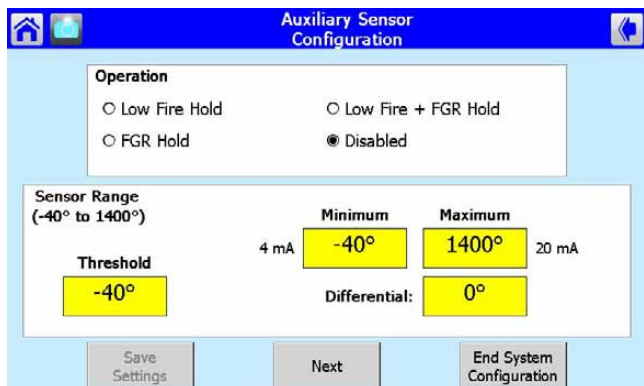 Auxiliary Sensor
Configuration
Operation
Low Fire Hold
Low Fire + FGR Hold
FGR Hold
Disabled
Sensor Range
(-40° to 1400°)
Minimum
Maximum
4 mA
-40°
1400°
20 mA
Threshold
-40°
Differential:
0°
Save
Settings
Next
End System
Configuration